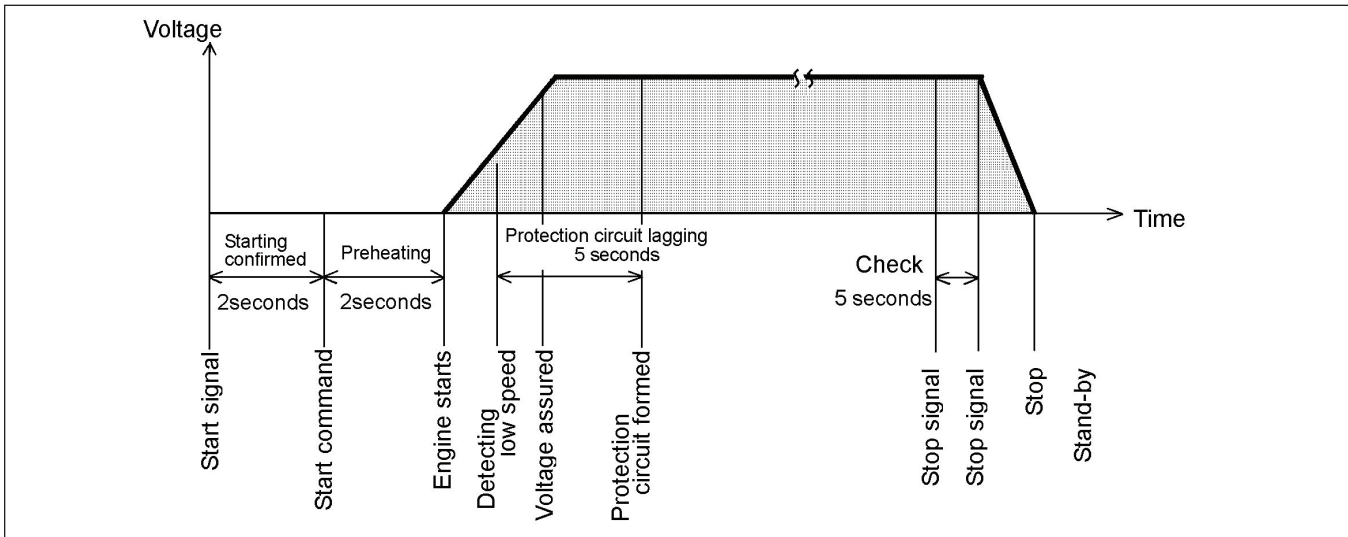 Voltage
Time
Starting
confirmed
2seconds
Preheating
2seconds
Protection circuit lagging
5 seconds
Check
5 seconds
Start signal
Start command
Engine starts
Detecting
low speed
Voltage assured
Protection
circuit formed
Stop signal
Stop signal
Stop
Stand-by